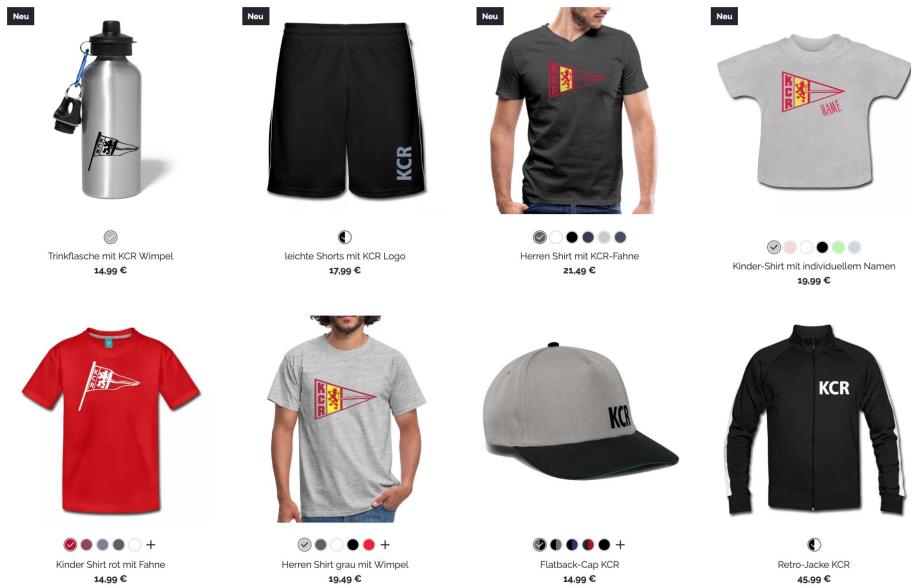 Neu
Neu
Neu
Neu
KCR
KCR
KCR
NAME
Trinkflasche mit KCR Wimpel
14,99 €
leichte Shorts mit KCR Logo
17,99 €
Herren Shirt mit KCR-Fahne
21,49 €
Kinder-Shirt mit individuellem Namen
19,99 €
KCR
KCR
KCR
Kinder Shirt rot mit Fahne
14,99 €
Herren Shirt grau mit Wimpel
19,49 €
Flatback-Cap KCR
14,99 €
Retro-Jacke KCR
45,99 €